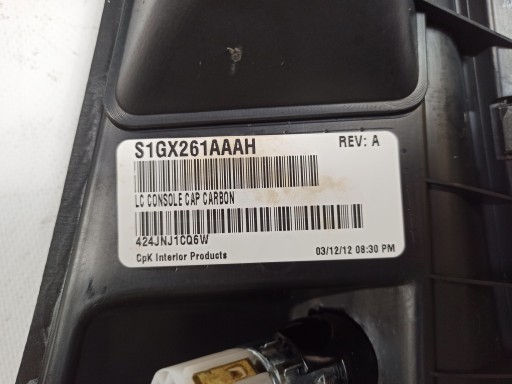 S1GX261AAAH REV: A
LC CONSOLE CAP CARBON
424JNJ1CQ6W
CpK Interior Products 03/12/12 08:30 PM